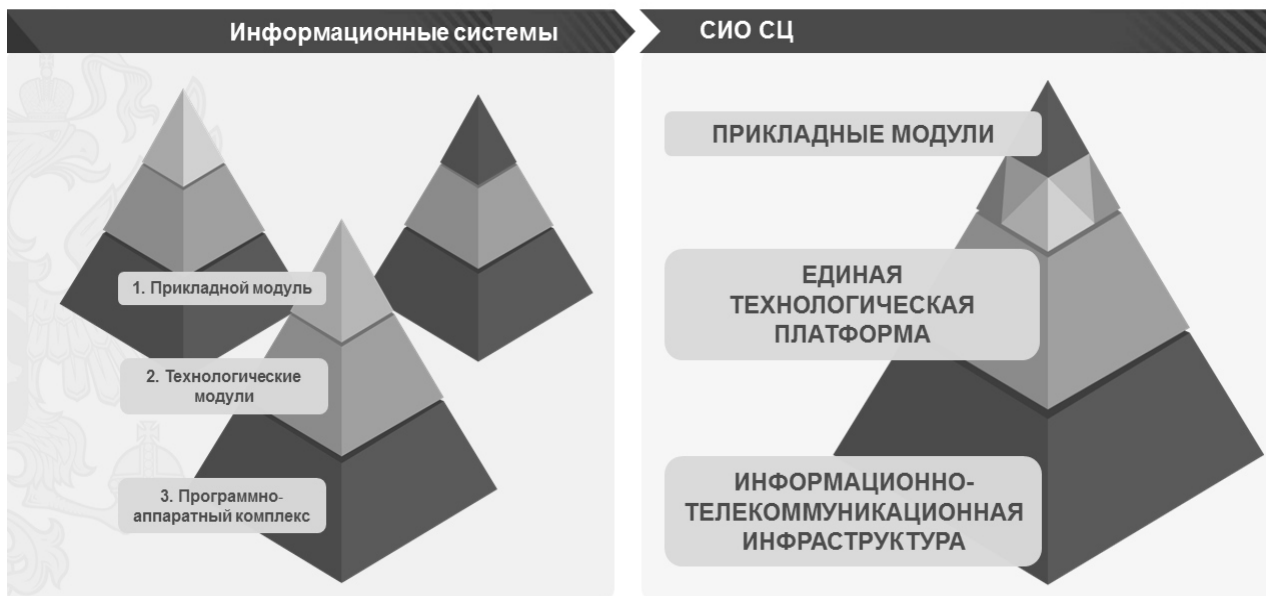 Информационные системы
1. Прикладной модуль
2. Технологические
модули
3. Программно-
аппаратный комплекс
СИО СЦ
ПРИКЛАДНЫЕ МОДУЛИ
ЕДИНАЯ
ТЕХНОЛОГИЧЕСКАЯ
ПЛАТФОРМА
ИНФОРМАЦИОННО-
ТЕЛЕКОММУНИКАЦИОННАЯ
ИНФРАСТРУКТУРА